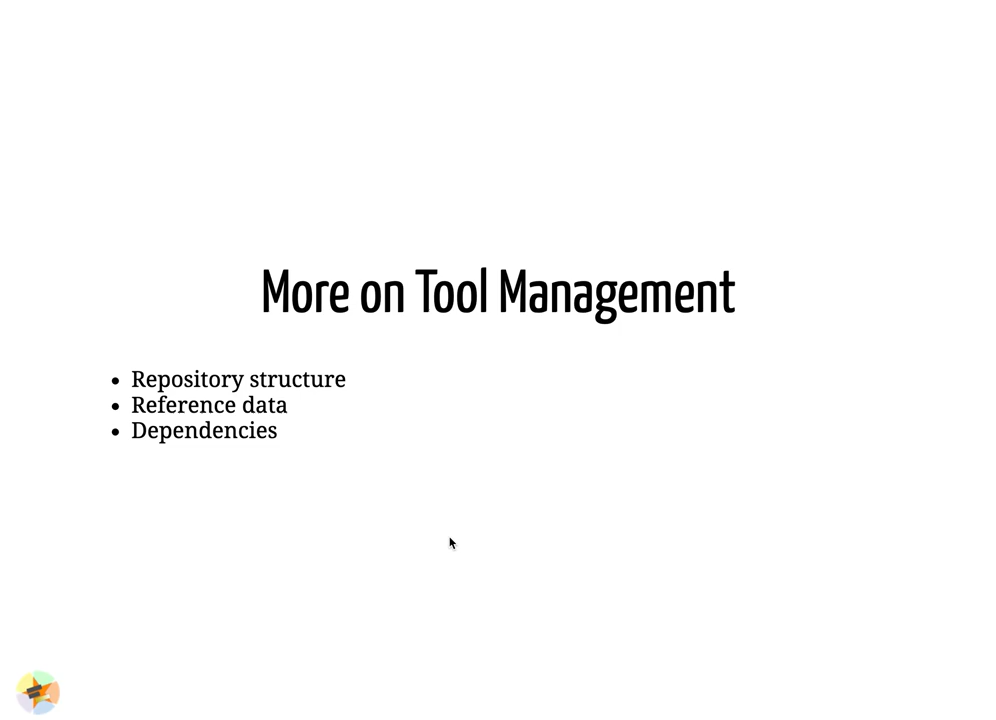 More on Tool Management
Repository structure
Reference data
Dependencies